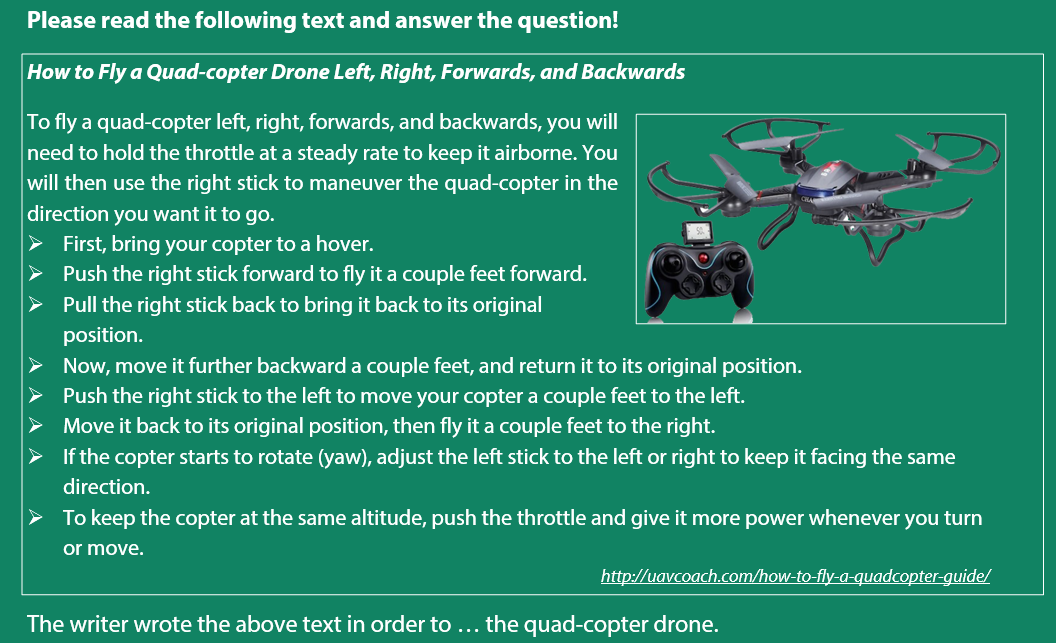 Please read the following text and answer the question!
How to Fly a Quad-copter Drone Left, Right, Forwards, and Backwards
To fly a quad-copter left, right, forwards, and backwards, you will
need to hold the throttle at a steady rate to keep it airborne. You
will then use the right stick to maneuver the quad-copter in the
direction you want it to go.
➢ First, bring your copter to a hover.
➢ Push the right stick forward to fly it a couple feet forward.
➢ Pull the right stick back to bring it back to its original
position.
➢ Now, move it further backward a couple feet, and return it to its original position.
➢ Push the right stick to the left to move your copter a couple feet to the left.
➢ Move it back to its original position, then fly it a couple feet to the right.
➢ If the copter starts to rotate (yaw), adjust the left stick to the left or right to keep it facing the same
direction.
➢ To keep the copter at the same altitude, push the throttle and give it more power whenever you turn
or move.
http://uavcoach.com/how-to-fly-a-quadcopter-guide/
The writer wrote the above text in order to … the quad-copter drone.